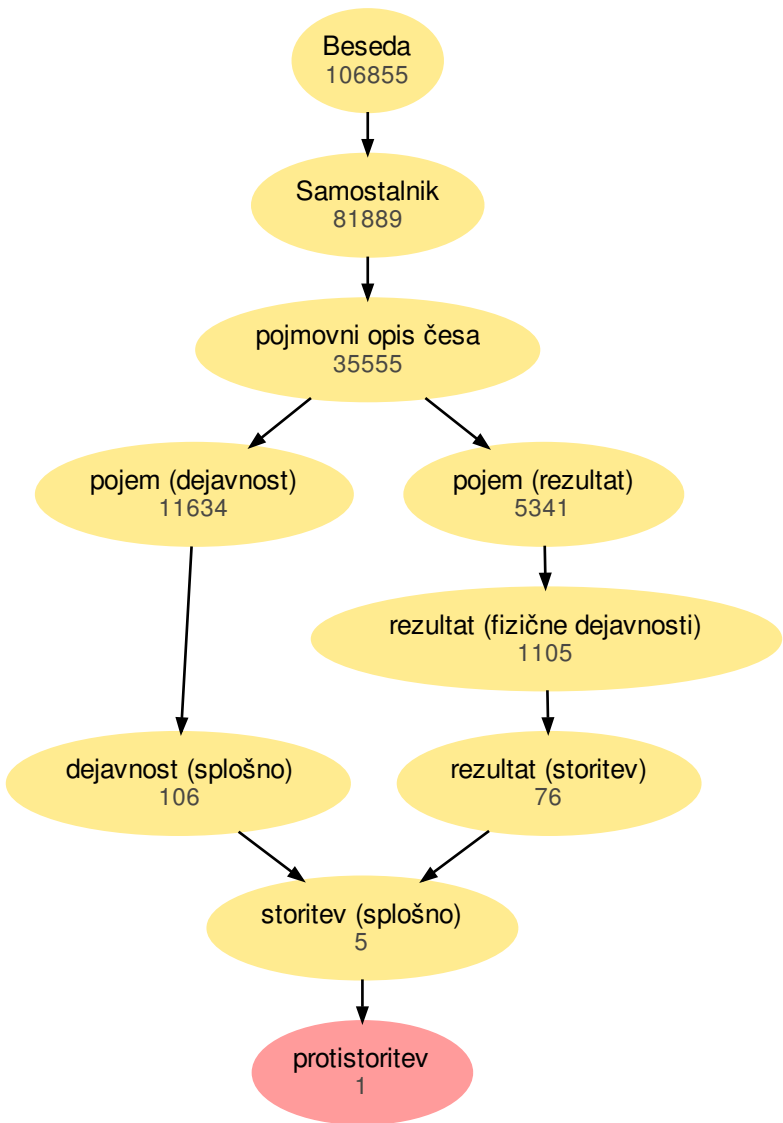 Beseda
106855
Samostalnik
81889
pojmovni opis česa
35555
pojem (dejavnost)
11634
pojem (rezultat)
5341
rezultat (fizične dejavnosti)
1105
dejavnost (splošno)
106
rezultat (storitev)
76
storitev (splošno)
5
protistoritev
1